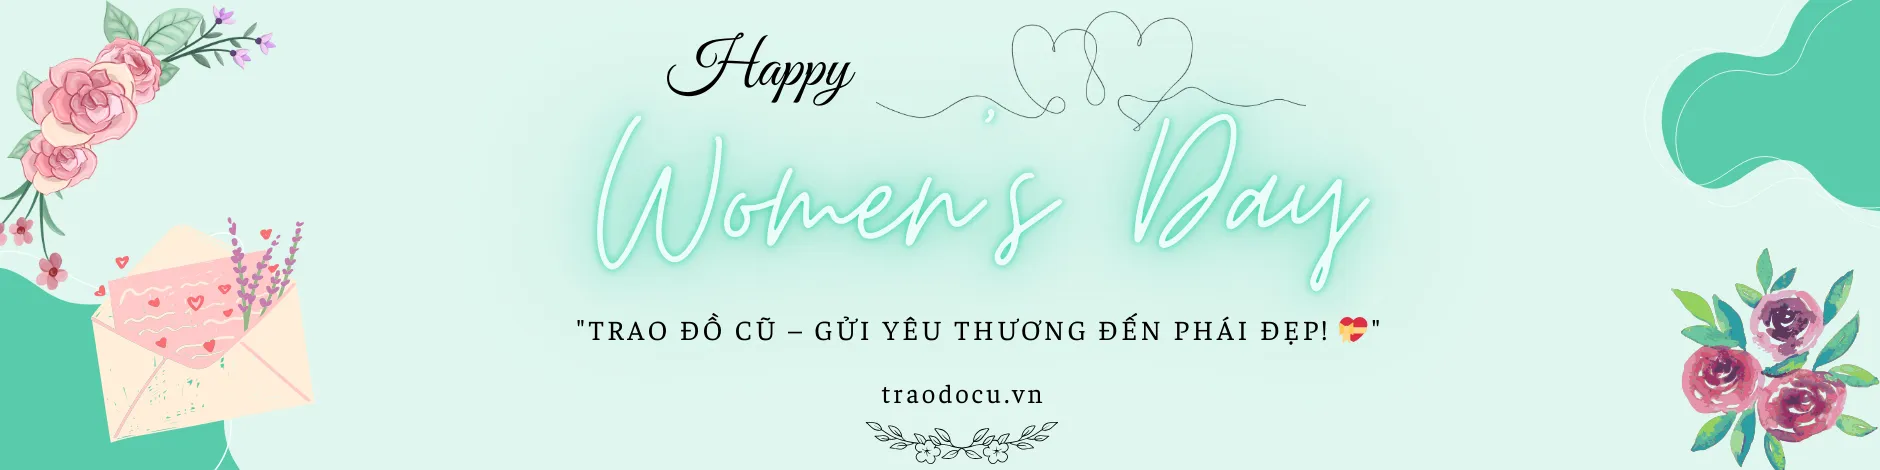 Happy
Women's Day
"TRAO ĐỒ CŨ – GỬI YÊU THƯƠNG ĐẾN PHÁI ĐẸP! 💝"
traodocu.vn